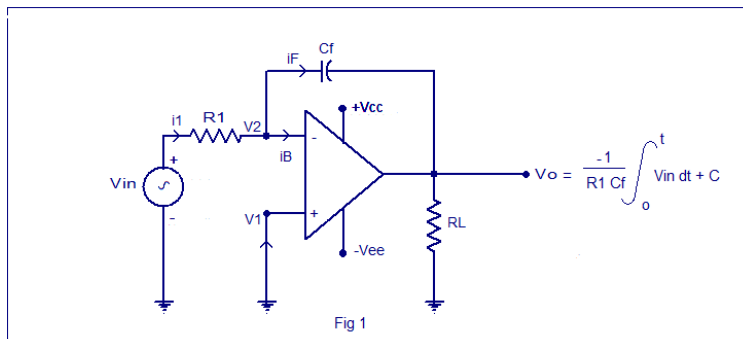 iF
Cf
+Vcc
i1
R1
V2
-
iB
+
Vin
-
V1
+
-Vee
RL
Vo = -1 / R1 Cf ∫ o t Vin dt + C
Fig 1